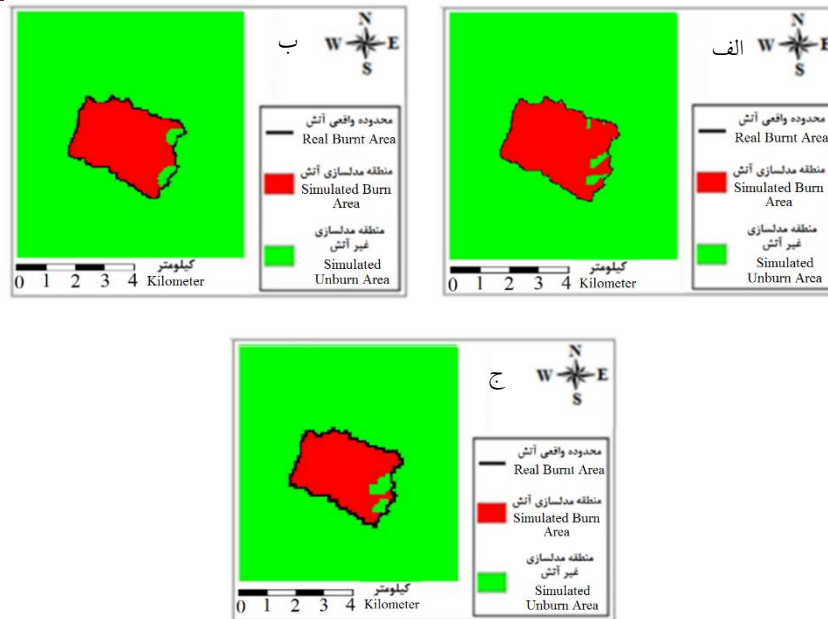 ب
N
W E
S
محدوده واقعی آتش
Real Burnt Area
منطقه مدلسازی آتش
Simulated Burn
Area
منطقه مدلسازی
غیر آتش
Simulated
Unburn Area
کیلومتر
0 1 2 3 4 Kilometer
الف
N
W E
S
محدوده واقعی آتش
Real Burnt Area
منطقه مدلسازی آتش
Simulated Burn
Area
منطقه مدلسازی
غیر آتش
Simulated
Unburn Area
کیلومتر
0 1 2 3 4 Kilometer
ج
N
W E
S
محدوده واقعی آتش
Real Burnt Area
منطقه مدلسازی آتش
Simulated Burn
Area
منطقه مدلسازی
غیر آتش
Simulated
Unburn Area
کیلومتر
0 1 2 3 4 Kilometer